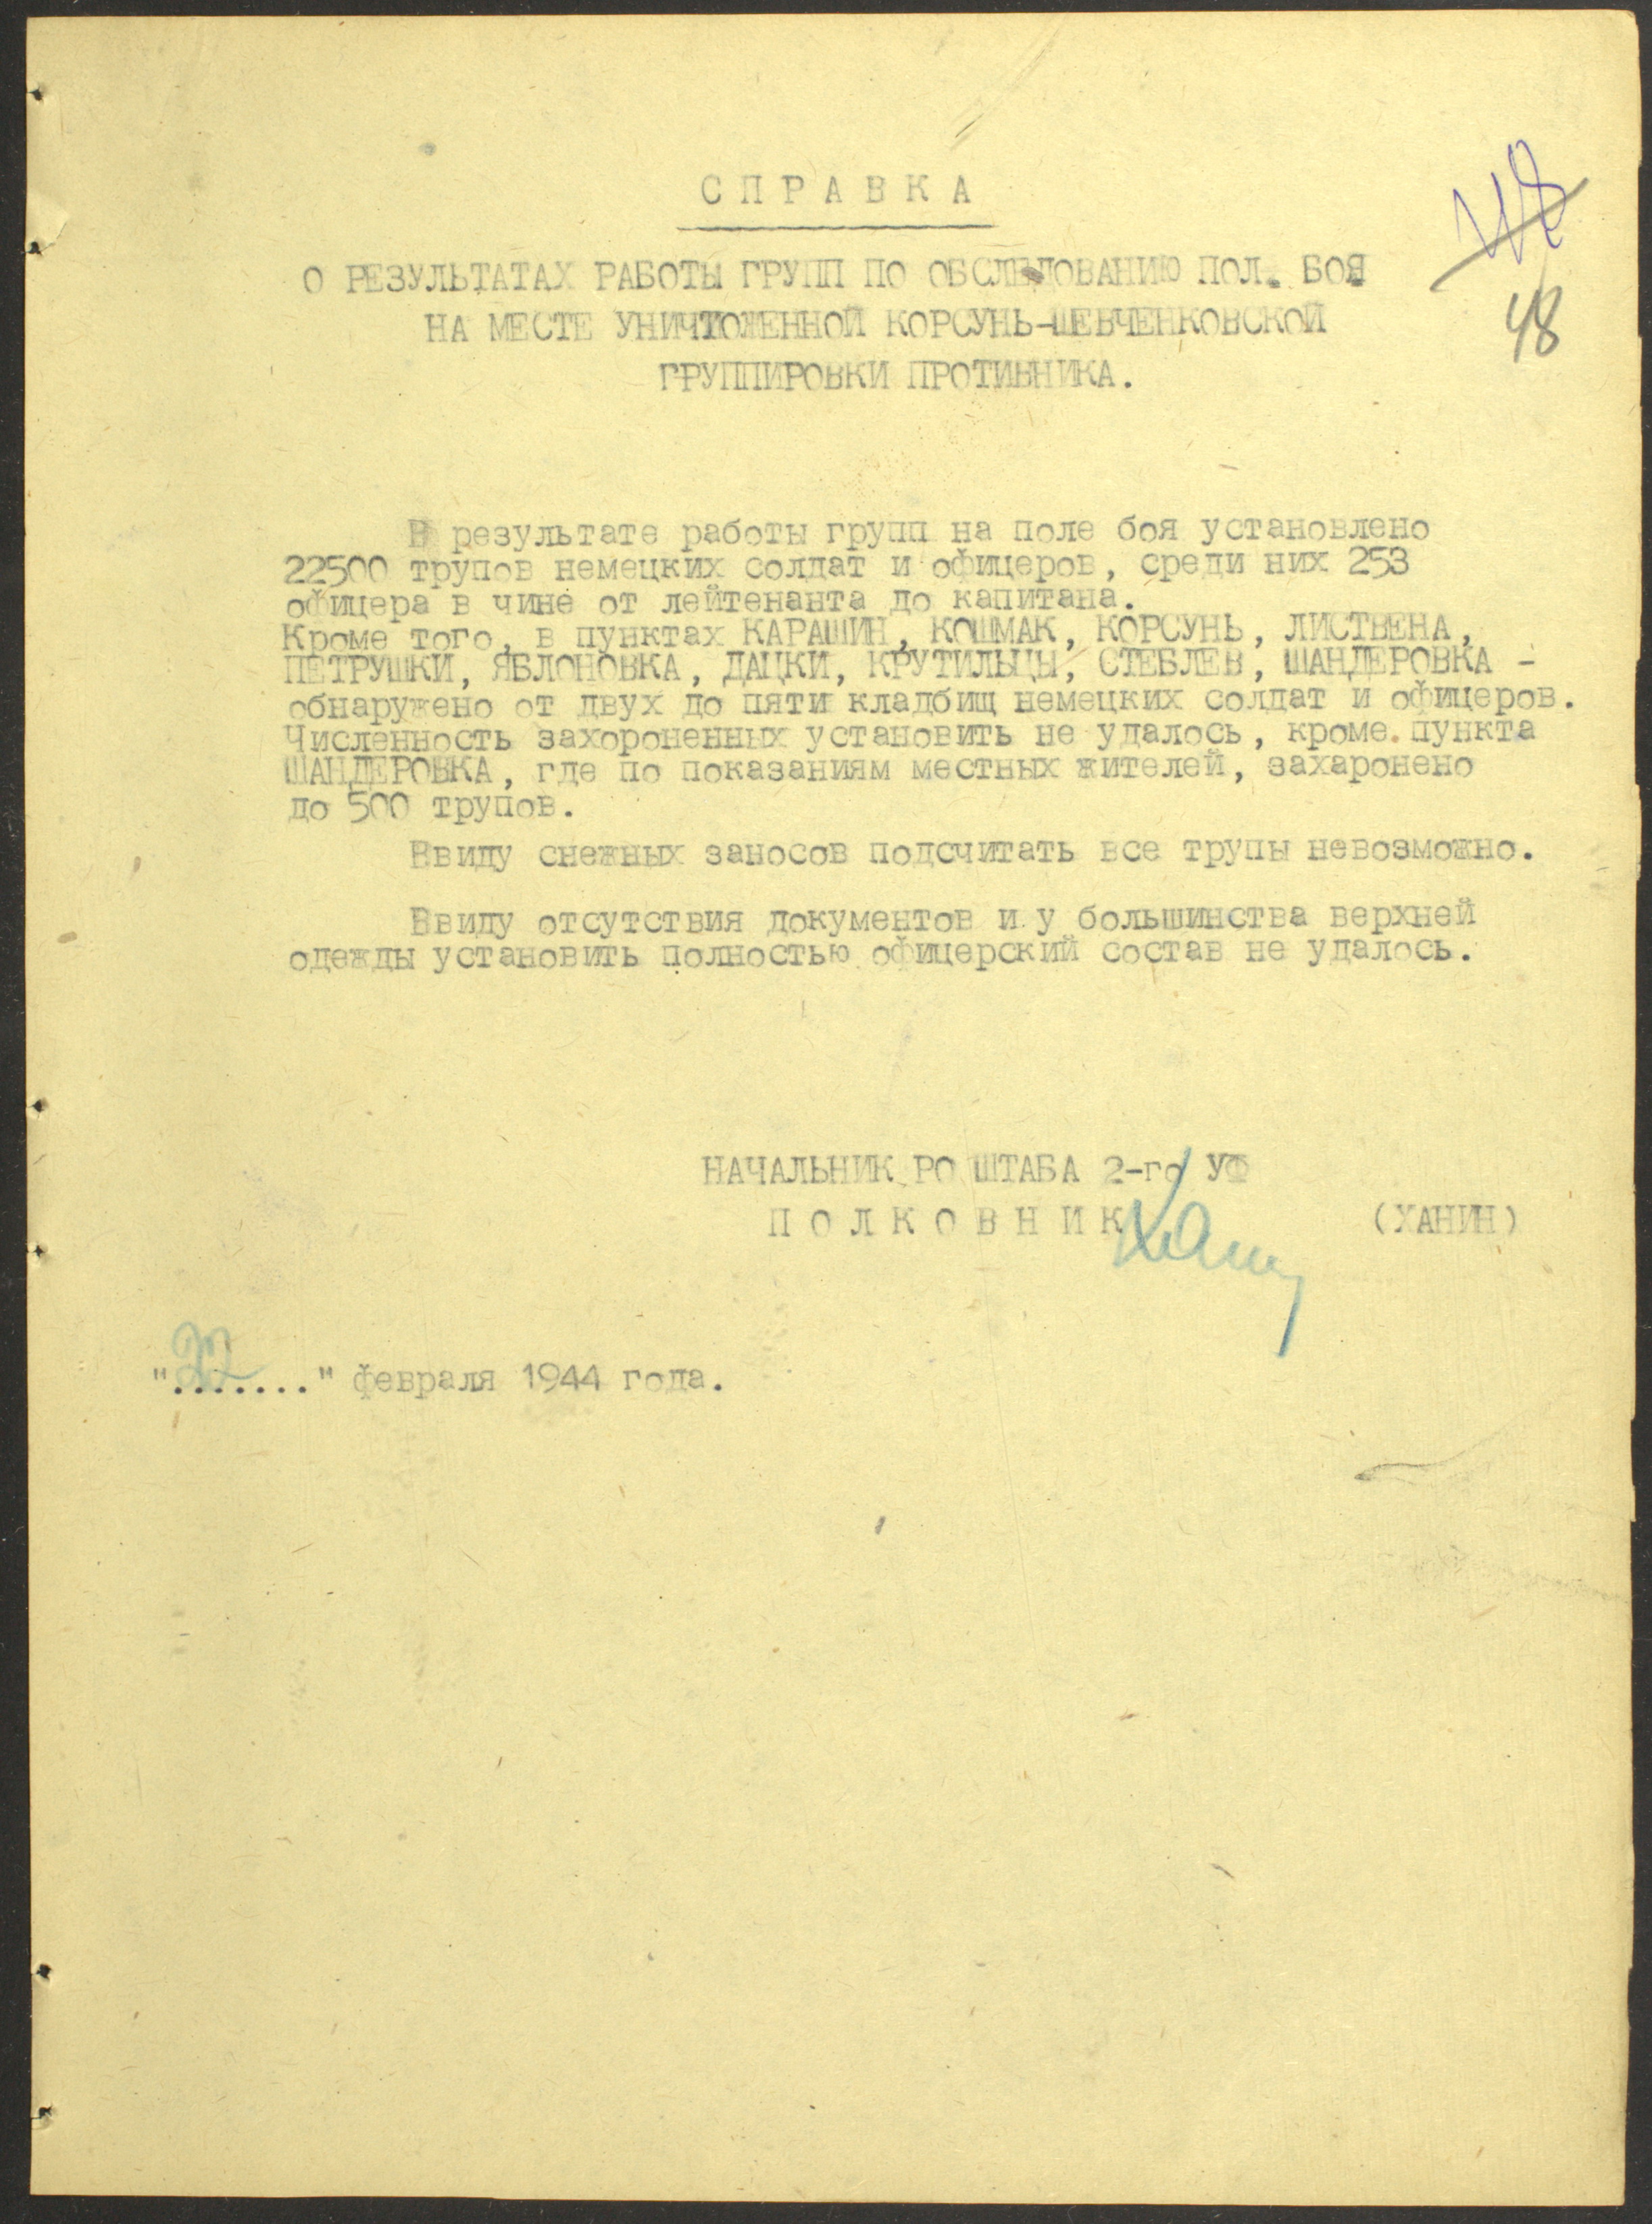 С П Р А В К А
48
О РЕЗУЛЬТАТАХ РАБОТЫ ГРУПП ПО ОБСЛЕДОВАНИЮ ПОЛ. БОЯ
НА МЕСТЕ УНИЧТОЖЕННОЙ КОРСУНЬ-ШЕВЧЕНКОВСКОЙ
ГРУППИРОВКИ ПРОТИВНИКА.
В результате работы групп на поле боя установлено
22500 трупов немецких солдат и офицеров, среди них 253
офицера в чине от лейтенанта до капитана.
Кроме того, в пунктах КАРАШИН, КОШМАК, КОРСУНЬ, ЛИСТВЕНА,
ПЕТРУШКИ, ЯБЛОНОВКА, ДАЦКИ, КРУТИЛЬЦЫ, СТЕБЛЕВ, ШАНДЕРОВКА -
обнаружено от двух до пяти кладбищ немецких солдат и офицеров.
Численность захороненных установить не удалось, кроме пункта
ШАНДЕРОВКА, где по показаниям местных жителей, захаронено
до 500 трупов.
Ввиду снежных заносов подсчитать все трупы невозможно.
Ввиду отсутствия документов и у большинства верхней
одежды установить полностью офицерский состав не удалось.
НАЧАЛЬНИК РО ШТАБА 2-го УФ
П О Л К О В Н И К (ХАНИН)
"22......." февраля 1944 года.